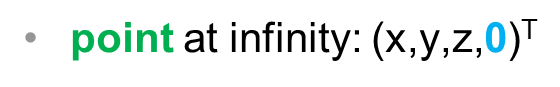 • point at infinity: (x,y,z,0)ᵀ